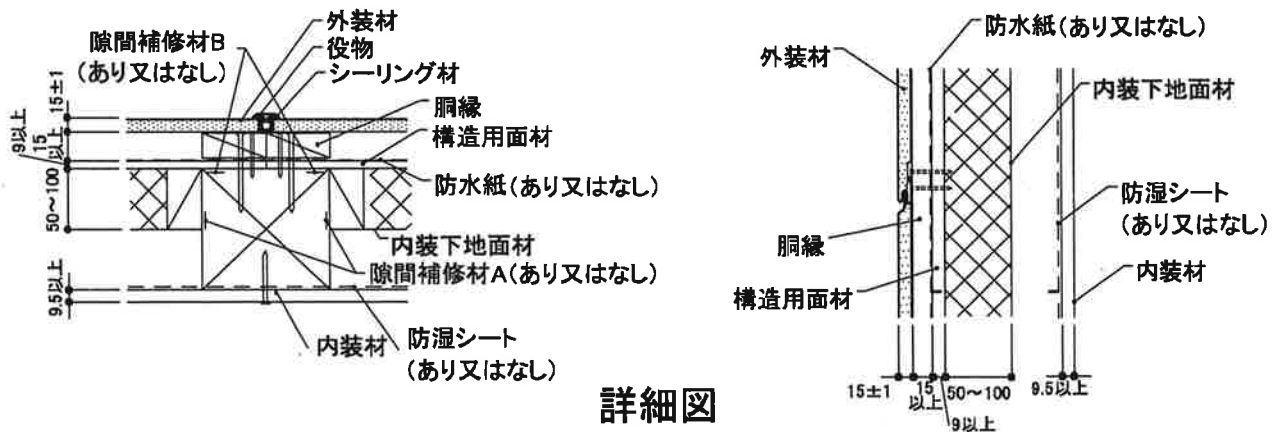 外装材
役物
シーリング材
隙間補修材B
(あり又はなし)
胴縁
構造用面材
防水紙(あり又はなし)
内装下地面材
隙間補修材A(あり又はなし)
防湿シート
(あり又はなし)
内装材
15±1
15
以上
9以上
50~100
9.5以上
防水紙(あり又はなし)
外装材
内装下地面材
防湿シート
(あり又はなし)
胴縁
構造用面材
内装材
15±1
15
以上
50~100
9.5以上
9以上
詳細図